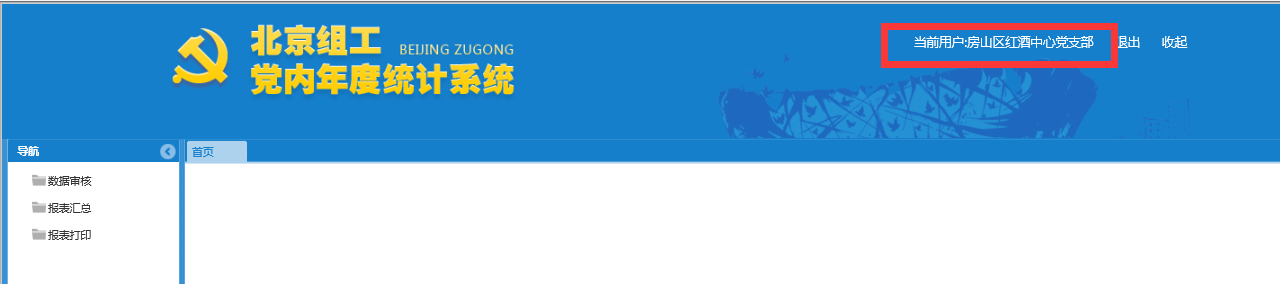 北京组工
BEIJING ZUGONG
党内年度统计系统
当前用户:房山区红酒中心党支部
退出
收起
导航
首页
数据审核
报表汇总
报表打印